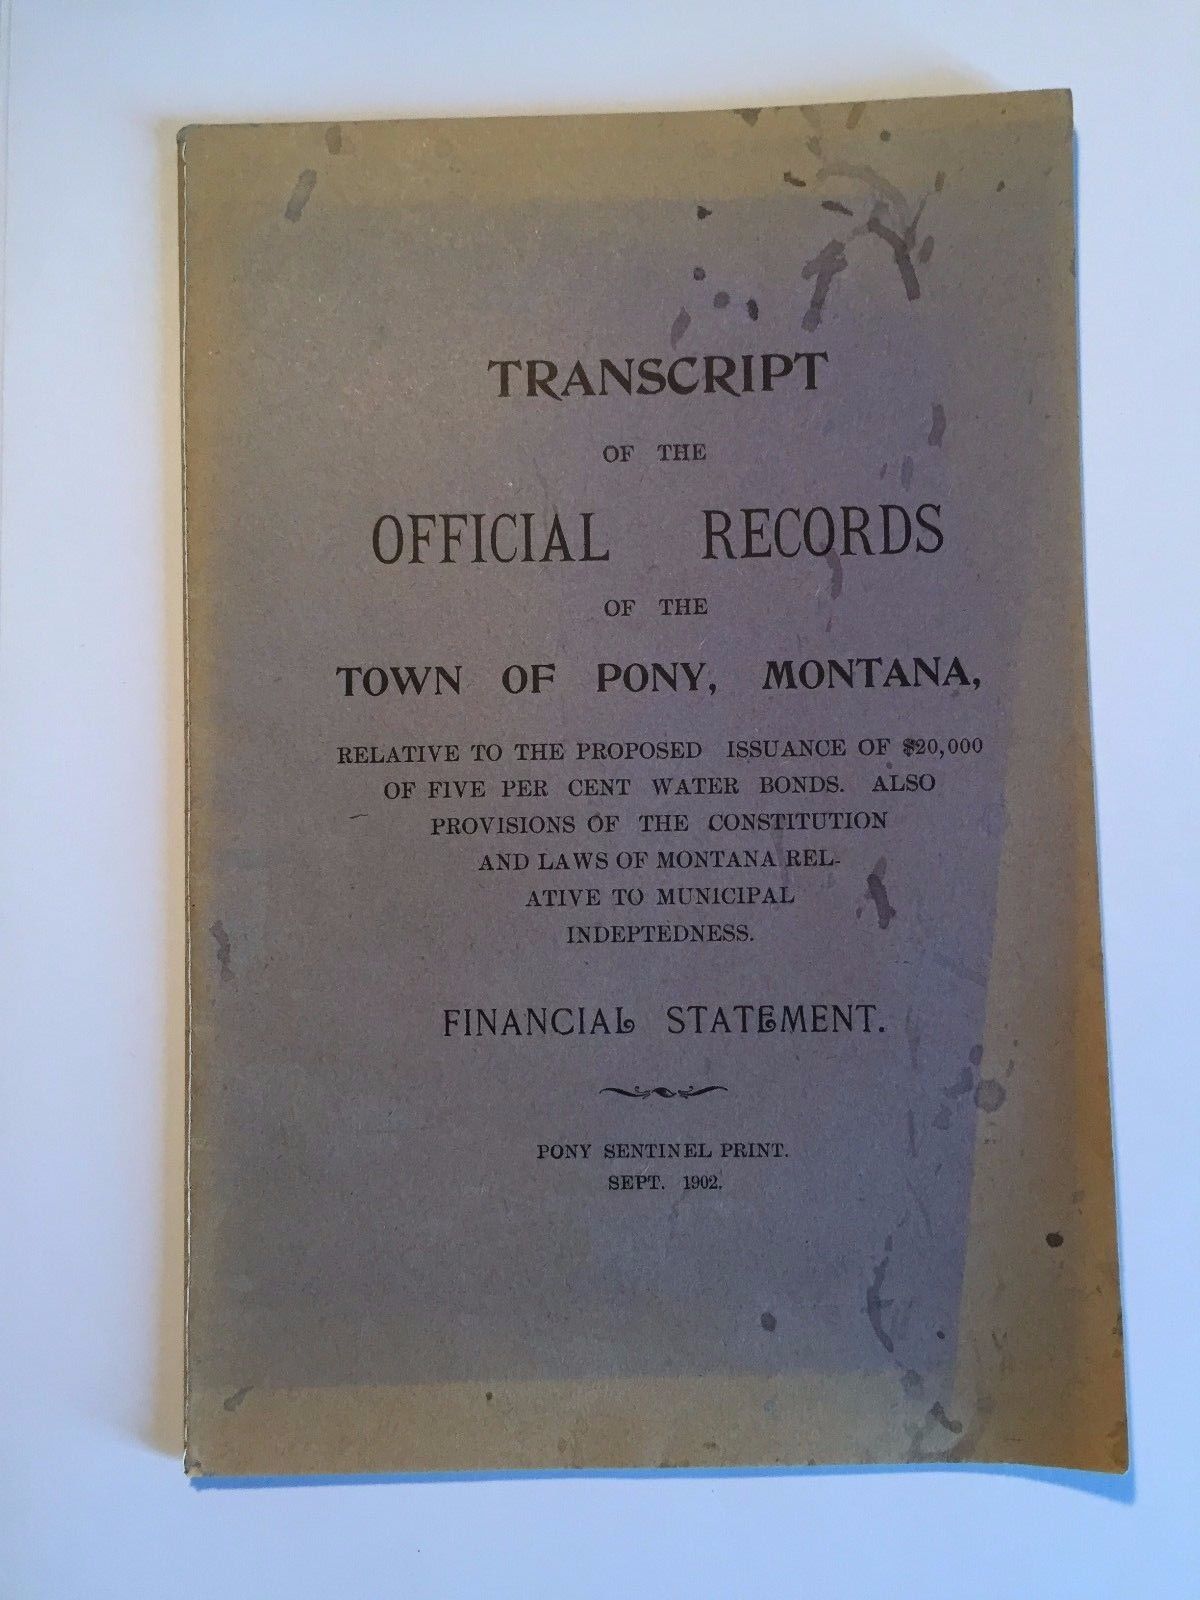 TRANSCRIPT
OF THE
OFFICIAL RECORDS
OF THE
TOWN OF PONY, MONTANA,
RELATIVE TO THE PROPOSED ISSUANCE OF $20,000
OF FIVE PER CENT WATER BONDS. ALSO
PROVISIONS OF THE CONSTITUTION
AND LAWS OF MONTANA REL-
ATIVE TO MUNICIPAL
INDEPTEDNESS.
FINANCIAL STATEMENT.
PONY SENTINEL PRINT.
SEPT. 1902.